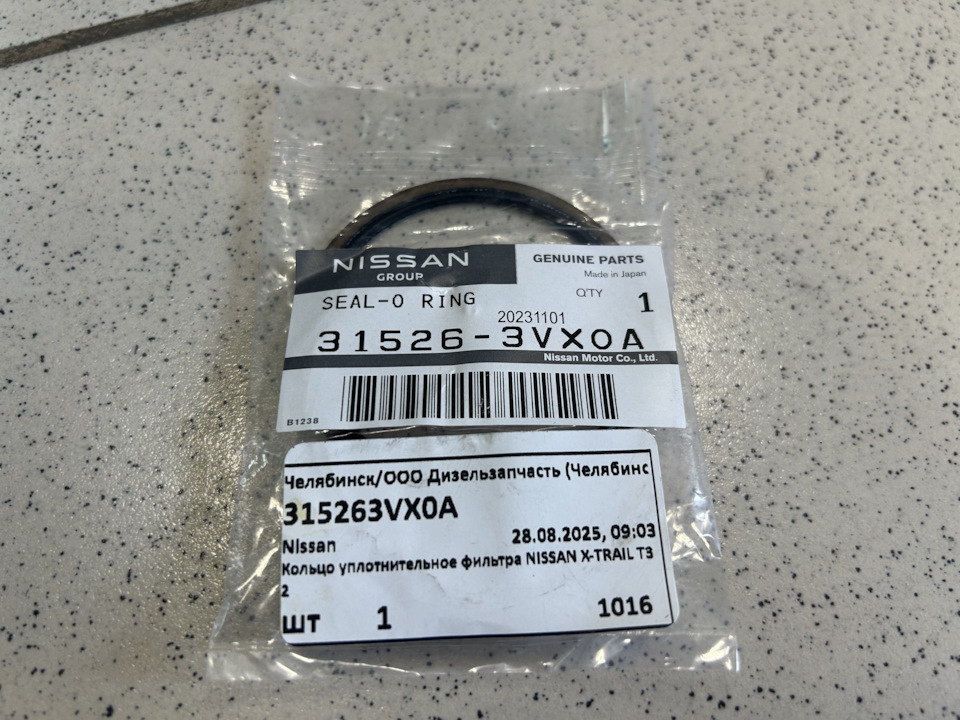 NISSAN
GROUP
GENUINE PARTS
Made in Japan
SEAL-O RING
Q'TY 1
20231101
31526-3VX0A
Nissan Motor Co., Ltd.
B1238
Челябинск/ООО Дизельзапчасть (Челябинс
315263VX0A
28.08.2025, 09:03
Nissan
Кольцо уплотнительное фильтра NISSAN X-TRAIL T3
2
шт 1 1016